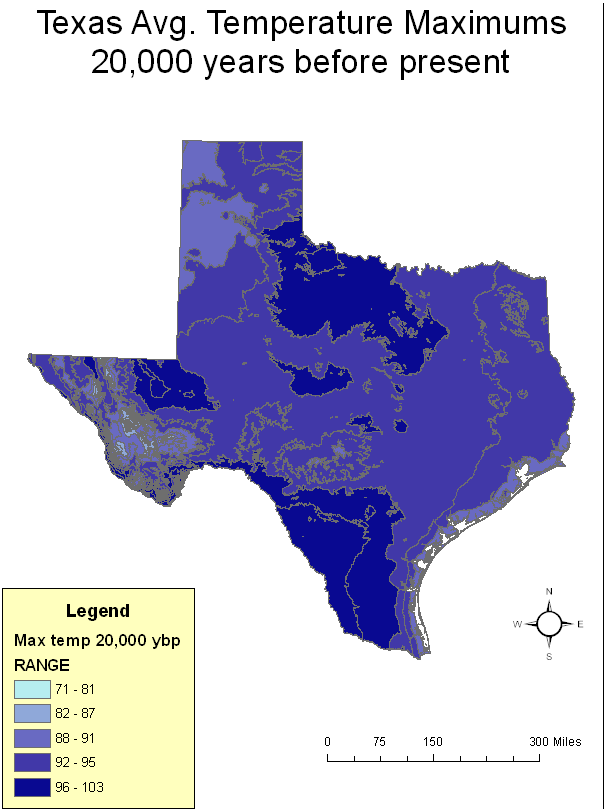 Texas Avg. Temperature Maximums
20,000 years before present
Legend
Max temp 20,000 ybp
RANGE
71 - 81
82 - 87
88 - 91
92 - 95
96 - 103
N
W E
S
0 75 150 300 Miles